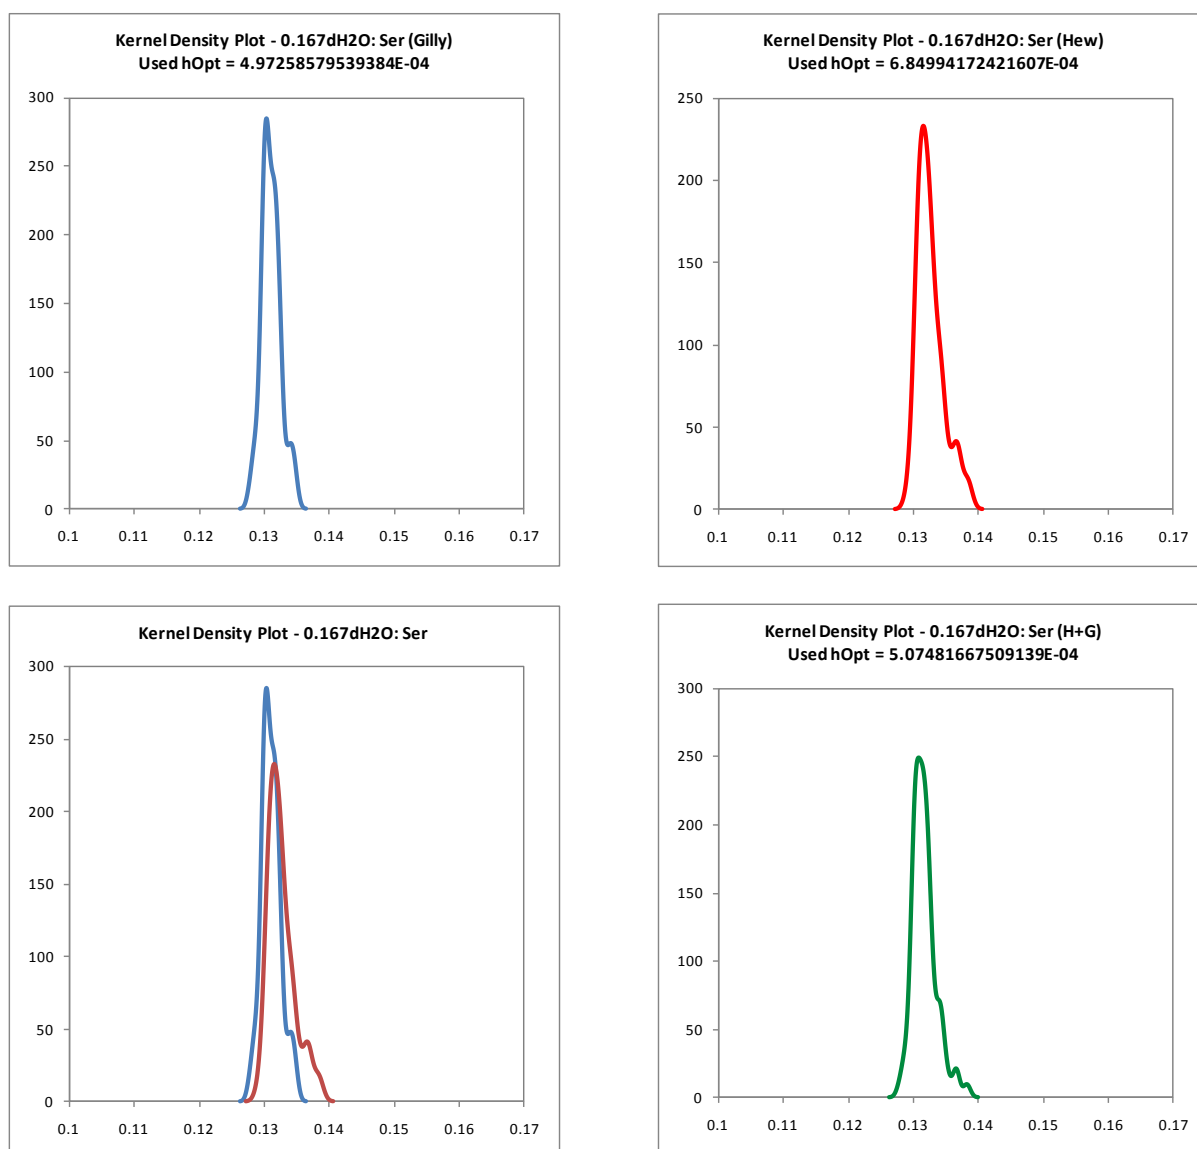 Kernel Density Plot - 0.167dH2O: Ser (Gilly)
Used hOpt = 4.97258579539384E-04
300
250
200
150
100
50
0
0.1 0.11 0.12 0.13 0.14 0.15 0.16 0.17
Kernel Density Plot - 0.167dH2O: Ser (Hew)
Used hOpt = 6.84994172421607E-04
250
200
150
100
50
0
0.1 0.11 0.12 0.13 0.14 0.15 0.16 0.17
Kernel Density Plot - 0.167dH2O: Ser
300
250
200
150
100
50
0
0.1 0.11 0.12 0.13 0.14 0.15 0.16 0.17
Kernel Density Plot - 0.167dH2O: Ser (H+G)
Used hOpt = 5.07481667509139E-04
300
250
200
150
100
50
0
0.1 0.11 0.12 0.13 0.14 0.15 0.16 0.17